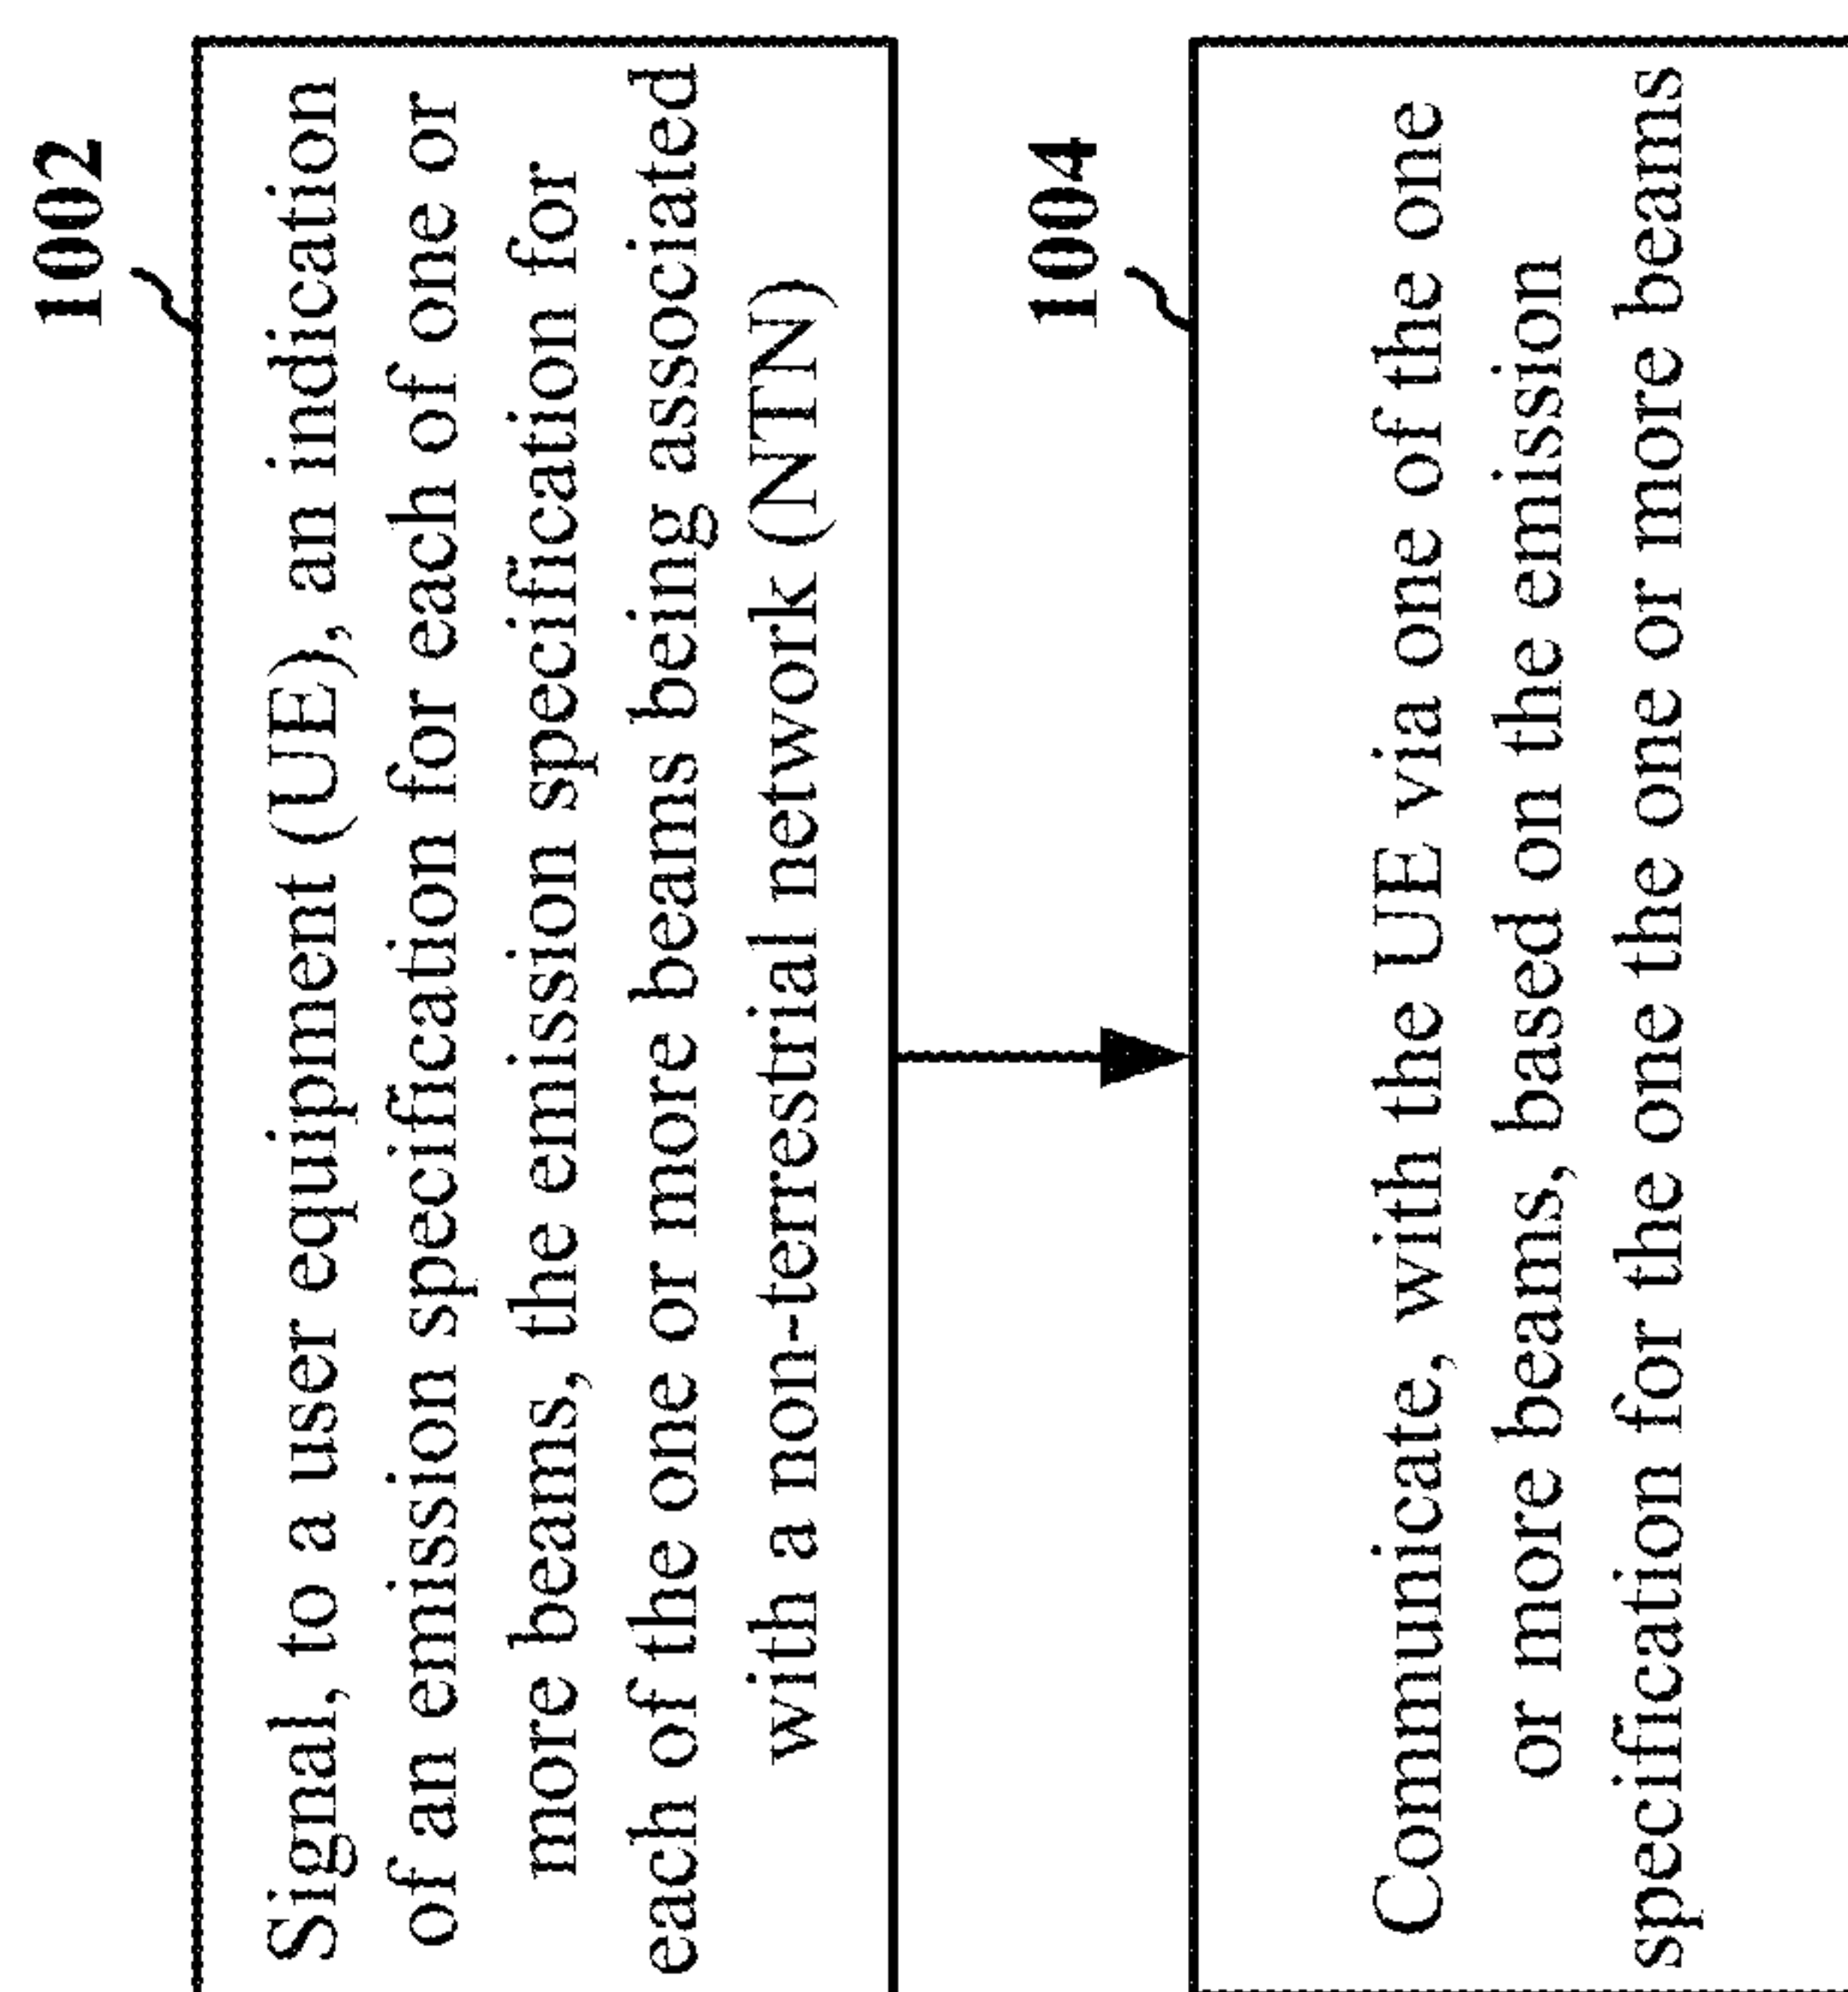 1002
Signal, to a user equipment (UE), an indication
of an emission specification for each of one or
more beams, the emission specification for
each of the one or more beams being associated
with a non-terrestrial network (NTN)
1004
Communicate, with the UE via one of the one
or more beams, based on the emission
specification for the one the one or more beams